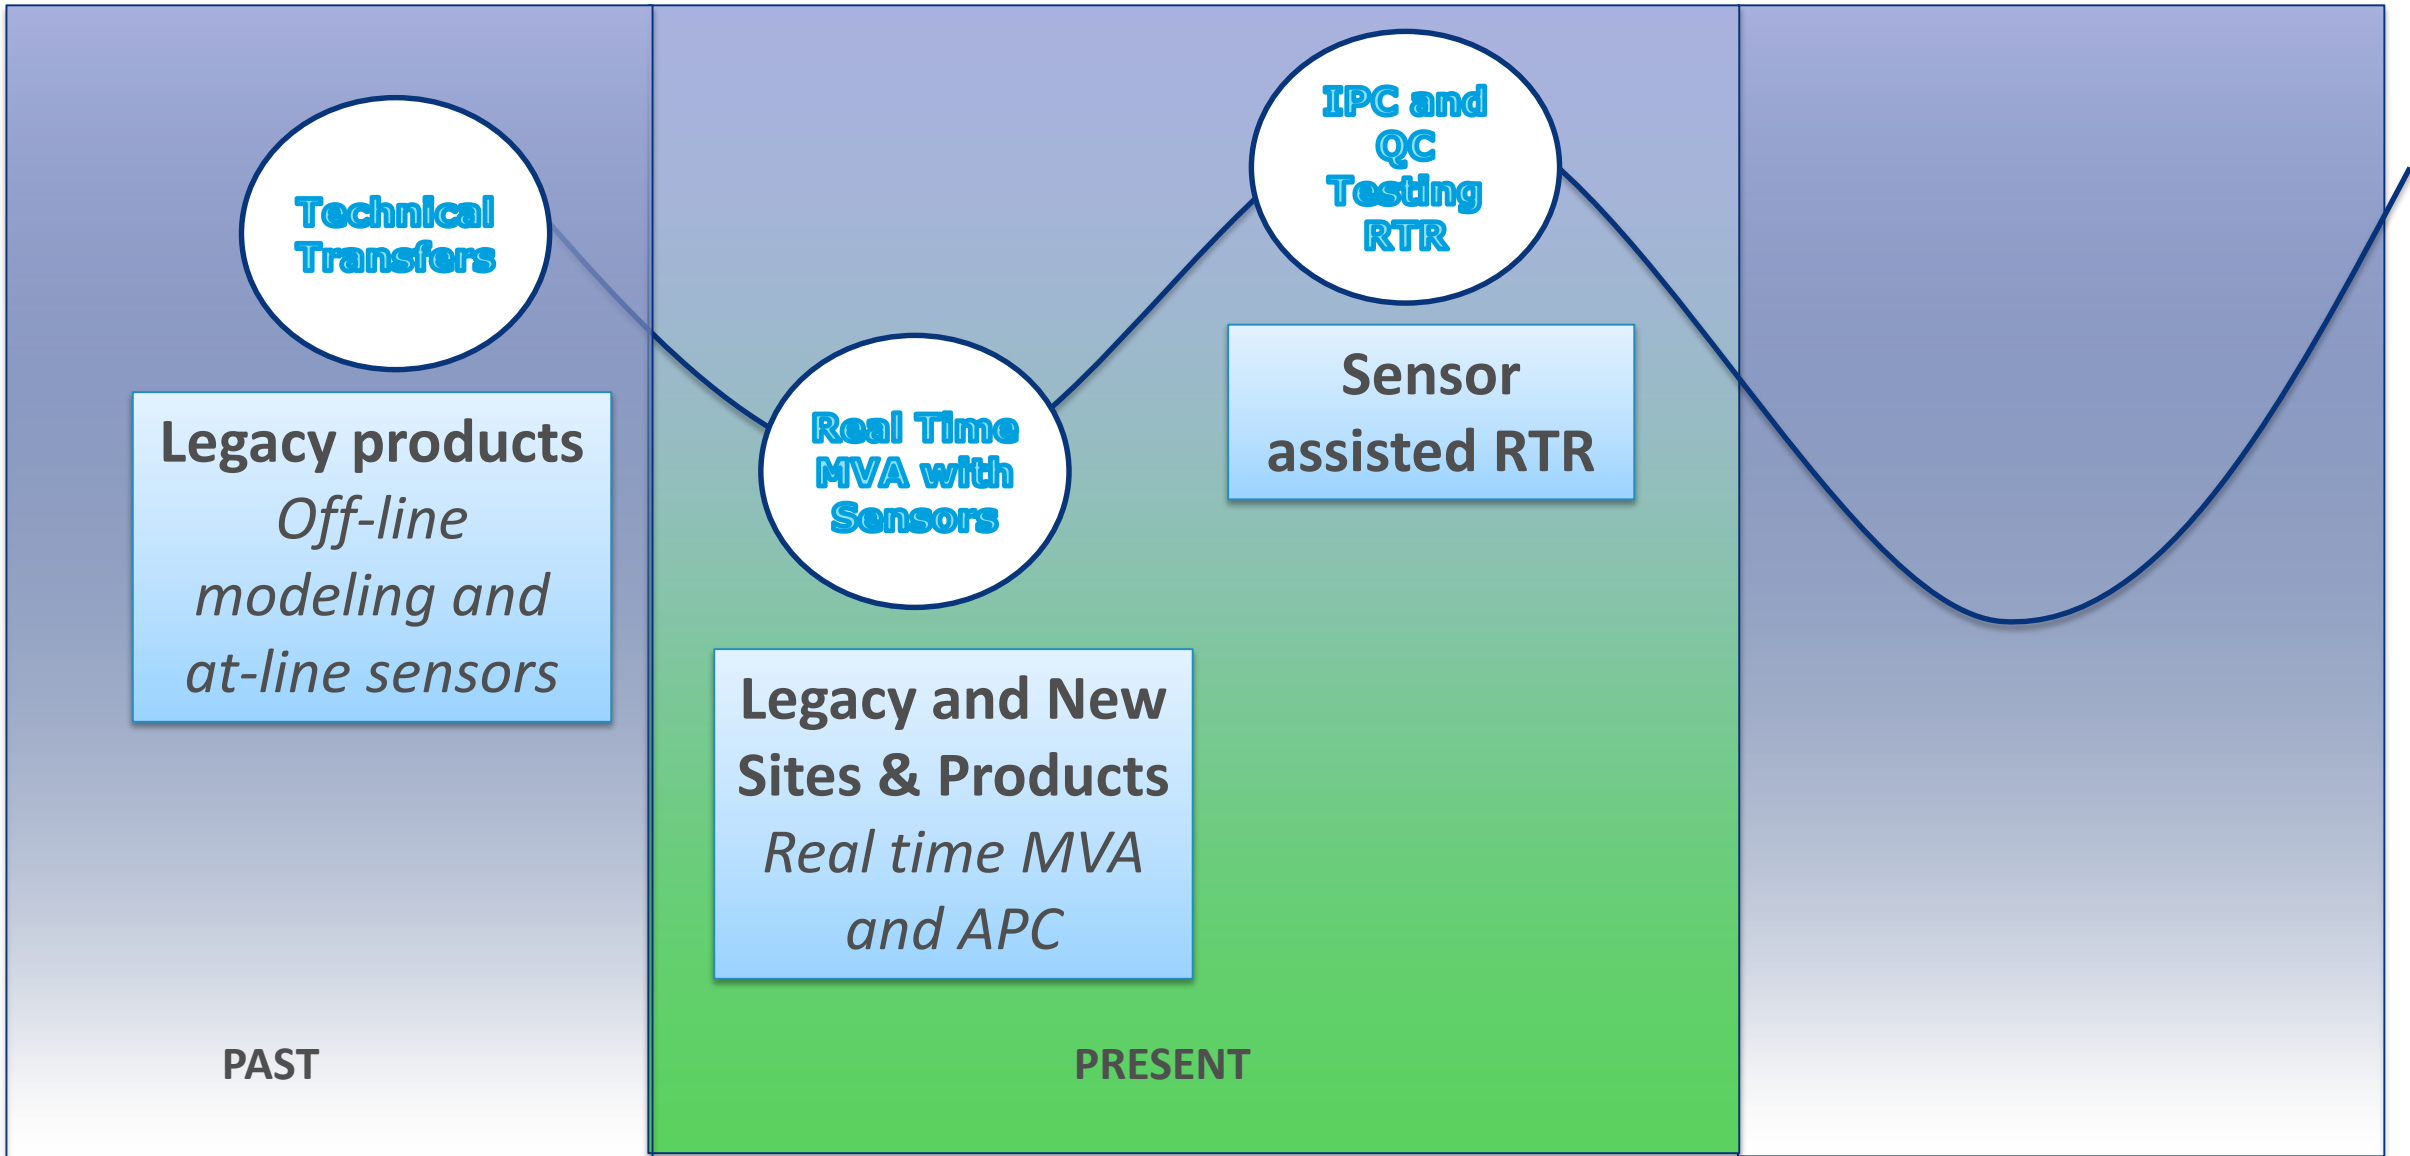 Technical
Transfers
Legacy products
Off-line
modeling and
at-line sensors
Real Time
MVA with
Sensors
Legacy and New
Sites & Products
Real time MVA
and APC
IPC and
QC
Testing
RTR
Sensor
assisted RTR
PAST
PRESENT